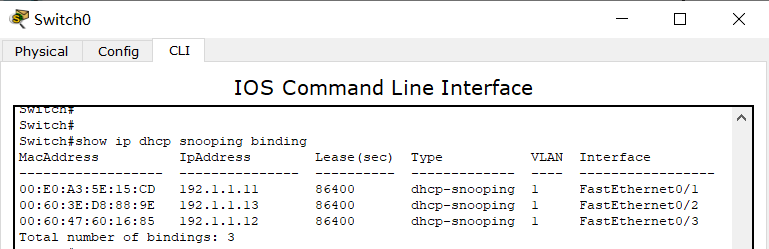 Switch0
Physical Config CLI
IOS Command Line Interface
Switch#
Switch#
Switch#show ip dhcp snooping binding
MacAddress IpAddress Lease(sec) Type VLAN Interface
------------------ --------------- ---------- ------------- ---- -----------------
00:E0:A3:5E:15:CD 192.1.1.11 86400 dhcp-snooping 1 FastEthernet0/1
00:60:3E:D8:88:9E 192.1.1.13 86400 dhcp-snooping 1 FastEthernet0/2
00:60:47:60:16:85 192.1.1.12 86400 dhcp-snooping 1 FastEthernet0/3
Total number of bindings: 3